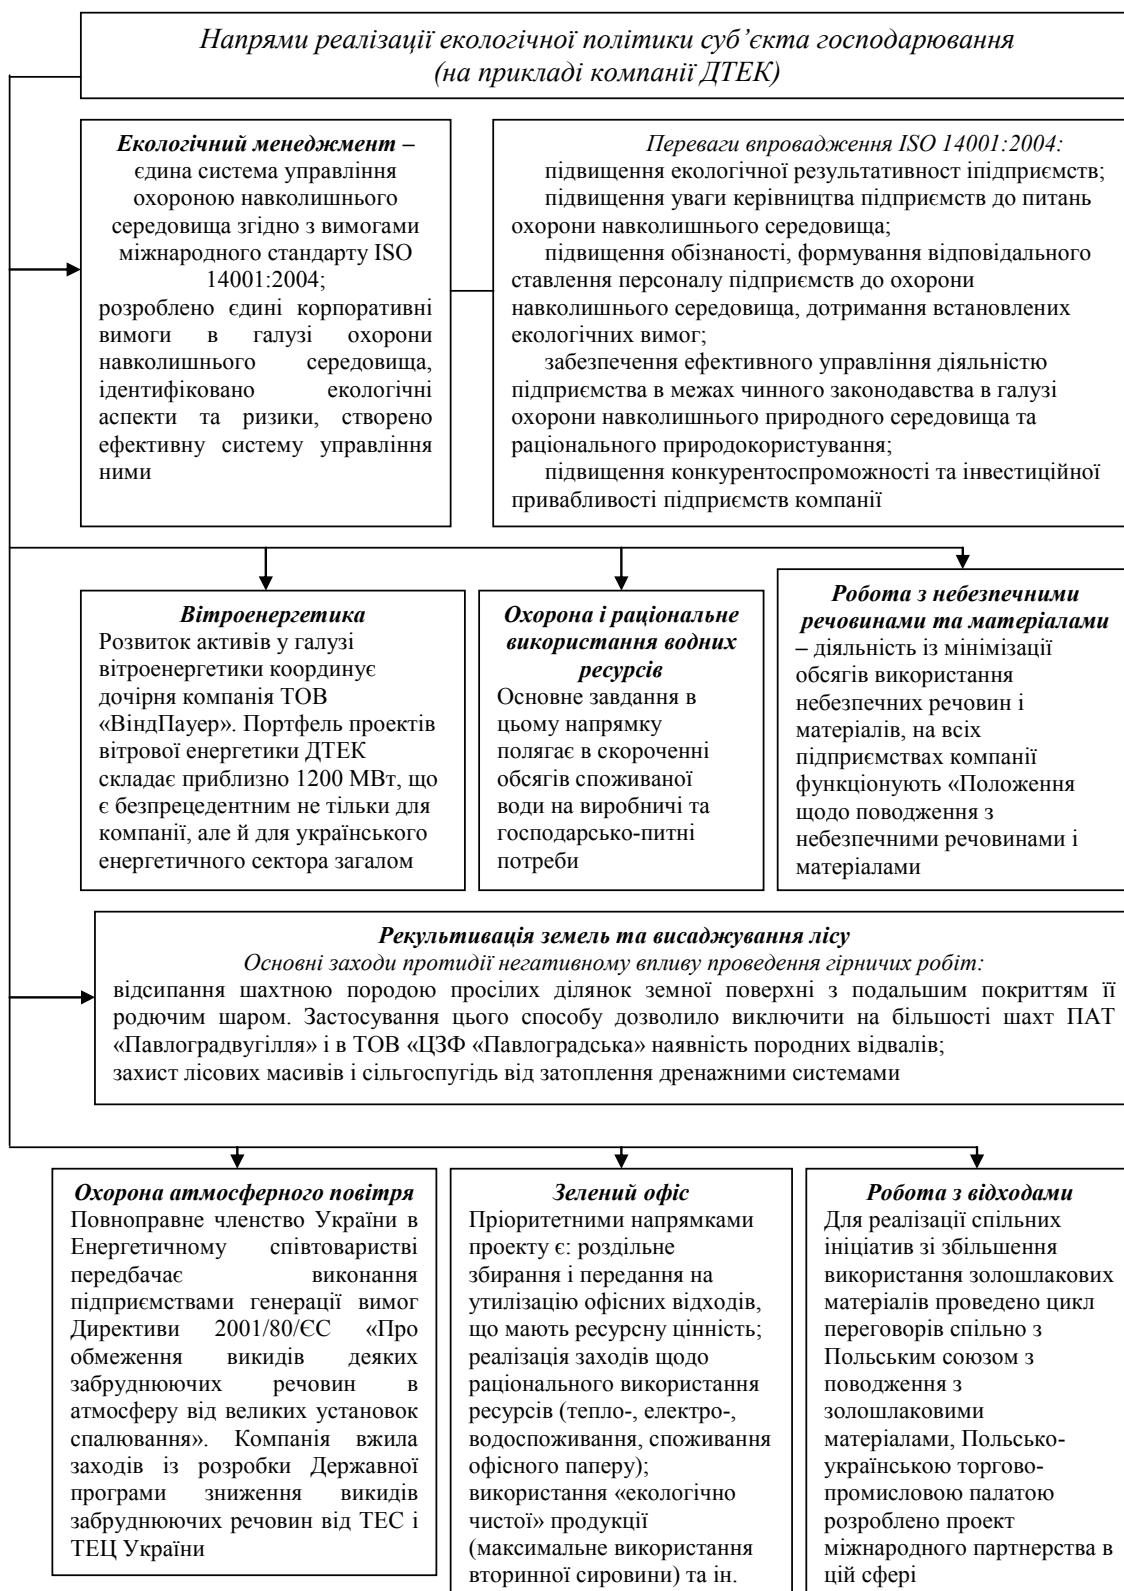 Напрями реалізації екологічної політики суб’єкта господарювання
(на прикладі компанії ДТЕК)
Екологічний менеджмент –
єдина система управління
охороною навколишнього
середовища згідно з вимогами
міжнародного стандарту ISO
14001:2004;
розроблено єдині корпоративні
вимоги в галузі охорони
навколишнього середовища,
ідентифіковано екологічні
аспекти та ризики, створено
ефективну систему управління
ними
Переваги впровадження ISO 14001:2004:
підвищення екологічної результативност іпідприємств;
підвищення уваги керівництва підприємств до питань
охорони навколишнього середовища;
підвищення обізнаності, формування відповідального
ставлення персоналу підприємств до охорони
навколишнього середовища, дотримання встановлених
екологічних вимог;
забезпечення ефективного управління діяльністю
підприємства в межах чинного законодавства в галузі
охорони навколишнього природного середовища та
раціонального природокористування;
підвищення конкурентоспроможності та інвестиційної
привабливості підприємств компанії
Вітроенергетика
Розвиток активів у галузі
вітроенергетики координує
дочірня компанія ТОВ
«ВіндПауер». Портфель проектів
вітрової енергетики ДТЕК
складає приблизно 1200 МВт, що
є безпрецедентним не тільки для
компанії, але й для українського
енергетичного сектора загалом
Охорона і раціональне
використання водних
ресурсів
Основне завдання в
цьому напрямку
полягає в скороченні
обсягів споживаної
води на виробничі та
господарсько-питні
потреби
Робота з небезпечними
речовинами та матеріалами
– діяльність із мінімізації
обсягів використання
небезпечних речовин і
матеріалів, на всіх
підприємствах компанії
функціонують «Положення
щодо поводження з
небезпечними речовинами і
матеріалами
Рекультивація земель та висаджування лісу
Основні заходи протидії негативному впливу проведення гірничих робіт:
відсипання шахтною породою просілих ділянок земної поверхні з подальшим покриттям її
родючим шаром. Застосування цього способу дозволило виключити на більшості шахт ПАТ
«Павлоградвугілля» і в ТОВ «ЦЗФ «Павлоградська» наявність породних відвалів;
захист лісових масивів і сільгоспугідь від затоплення дренажними системами
Охорона атмосферного повітря
Повноправне членство України в
Енергетичному співтоваристві
передбачає виконання
підприємствами генерації вимог
Директиви 2001/80/ЄС «Про
обмеження викидів деяких
забруднюючих речовин в
атмосферу від великих установок
спалювання». Компанія вжила
заходів із розробки Державної
програми зниження викидів
забруднюючих речовин від ТЕС і
ТЕЦ України
Зелений офіс
Пріоритетними напрямками
проекту є: роздільне
збирання і передання на
утилізацію офісних відходів,
що мають ресурсну цінність;
реалізація заходів щодо
раціонального використання
ресурсів (тепло-, електро-,
водоспоживання, споживання
офісного паперу);
використання «екологічно
чистої» продукції
(максимальне використання
вторинної сировини) та ін.
Робота з відходами
Для реалізації спільних
ініціатив зі збільшення
використання золошлакових
матеріалів проведено цикл
переговорів спільно з
Польським союзом з
поводження з
золошлаковими
матеріалами, Польсько-
українською торгово-
промисловою палатою
розроблено проект
міжнародного партнерства в
цій сфері